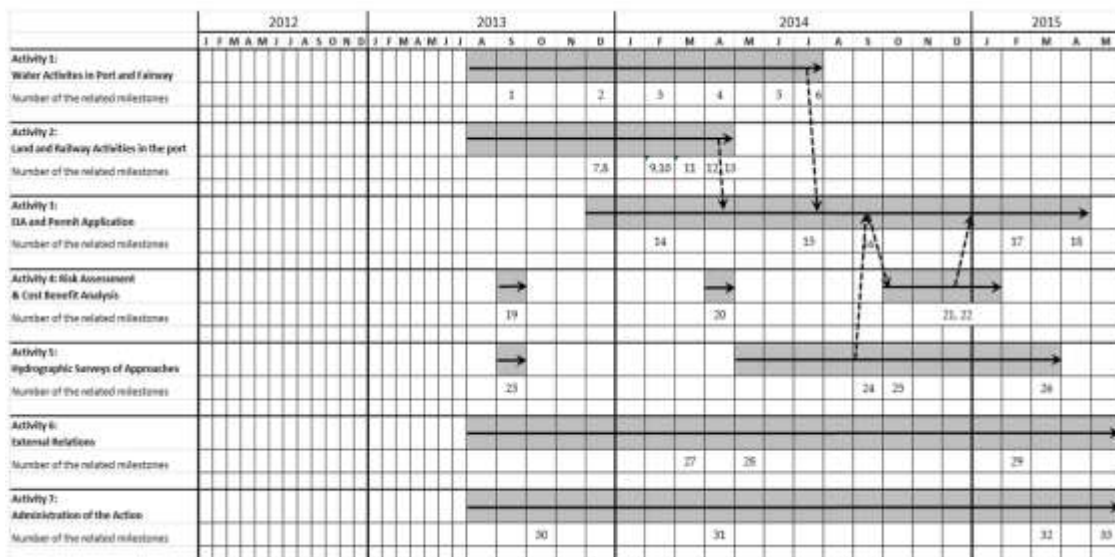 2012 2013 2014 2015
J F M A M J J A S O N D J F M A M J J A S O N D J F M A M J J A S O N D J F M A M
Activity 1:
Water Activites in Port and Fairway
Number of the related milestones 1 2 3 4 5 6
Activity 2:
Land and Railway Activities in the port
Number of the related milestones 7,8 9,10 11 12, 13
Activity 3:
EIA and Permit Application
Number of the related milestones 14 15 17 18
Activity 4: Risk Assessment
& Cost Benefit Analysis
Number of the related milestones 19 20 21, 22
Activity 5:
Hydrographic Surveys of Approaches
Number of the related milestones 23 24 25 26
Activity 6:
External Relations
Number of the related milestones 27 28 29
Activity 7:
Administration of the Action
Number of the related milestones 30 31 32 33